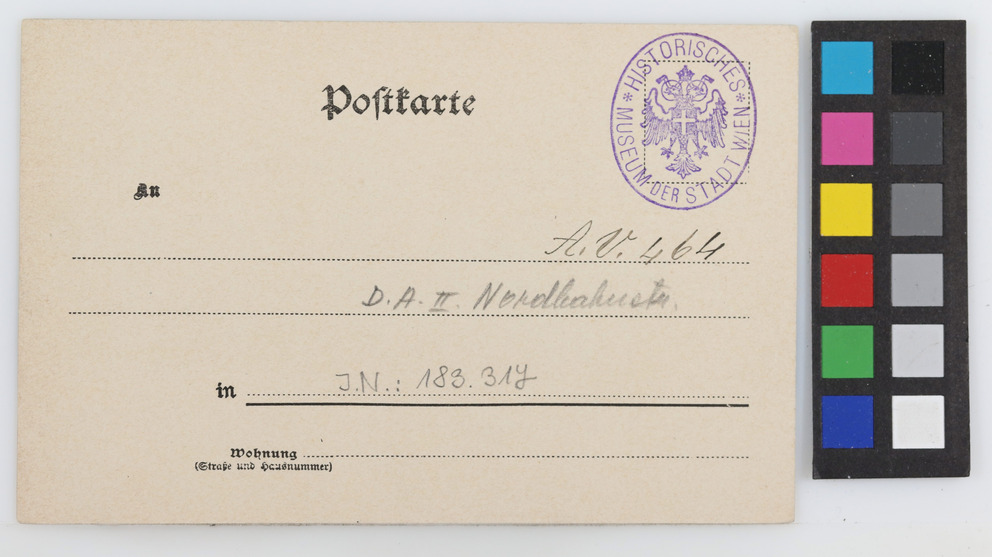 Postkarte
* HISTORISCHES * MUSEUM DER STADT WIEN
An
A.V. 464
D.A. II. Nordbahnstr.
in J.N.: 183.317
Wohnung
(Straße und Hausnummer)